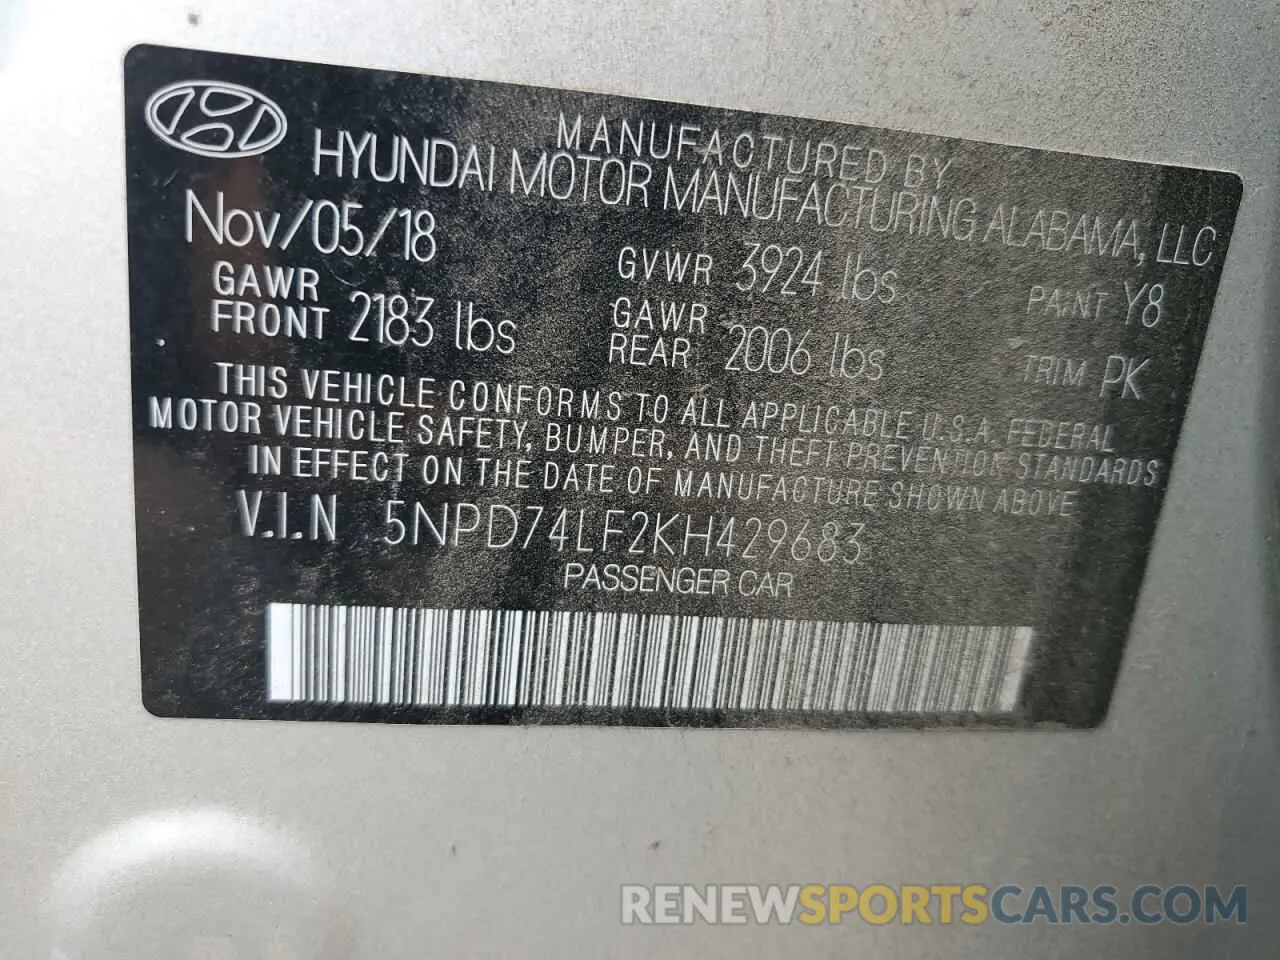 MANUFACTURED BY
HYUNDAI MOTOR MANUFACTURING ALABAMA, LLC
Nov/05/18 GVWR 3924 lbs PAINT Y8
GAWR FRONT 2183 lbs GAWR REAR 2006 lbs TRIM PK
THIS VEHICLE CONFORMS TO ALL APPLICABLE U.S.A. FEDERAL
MOTOR VEHICLE SAFETY, BUMPER, AND THEFT PREVENTION STANDARDS
IN EFFECT ON THE DATE OF MANUFACTURE SHOWN ABOVE
V.I.N 5NPD74LF2KH429683
PASSENGER CAR
RENEWSPORTSCARS.COM